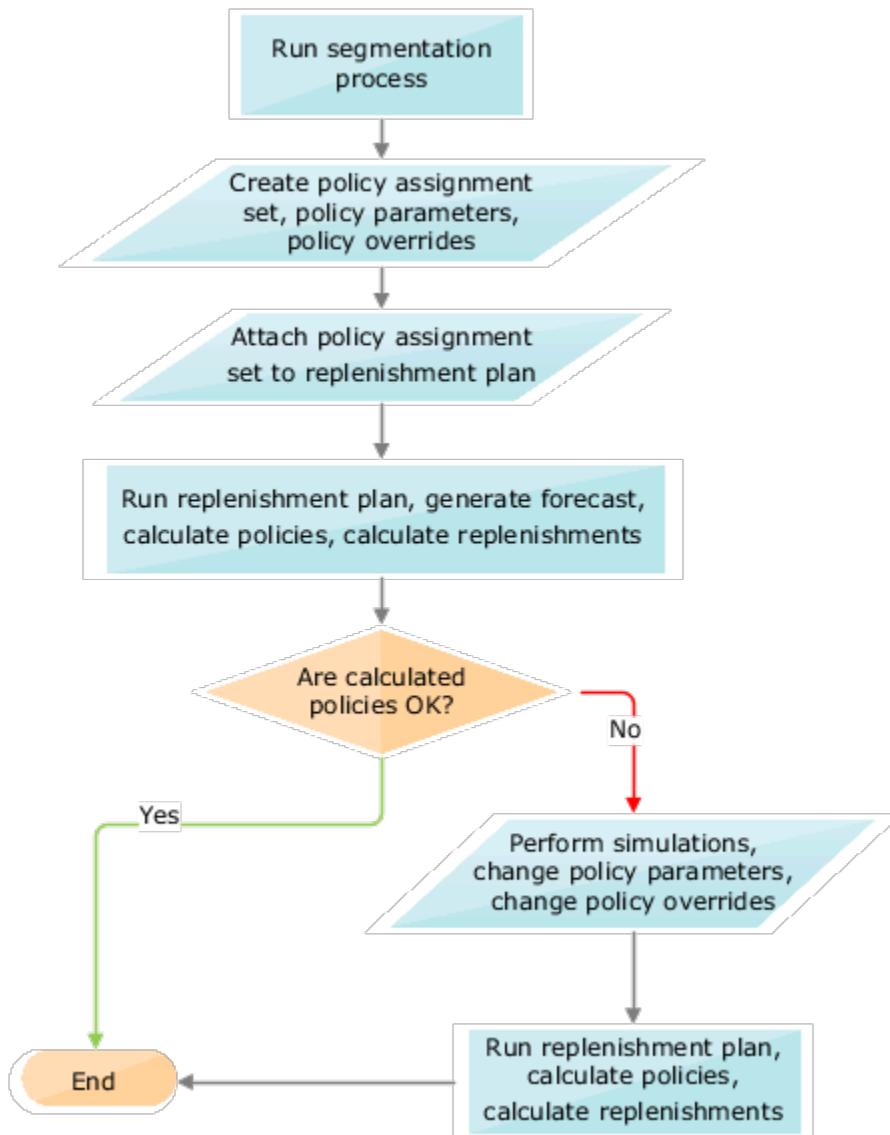 Run segmentation
process
Create policy assignment
set, policy parameters,
policy overrides
Attach policy assignment
set to replenishment plan
Run replenishment plan, generate forecast,
calculate policies, calculate replenishments
Are calculated
policies OK?
No
Yes
Perform simulations,
change policy parameters,
change policy overrides
Run replenishment plan,
calculate policies,
calculate replenishments
End